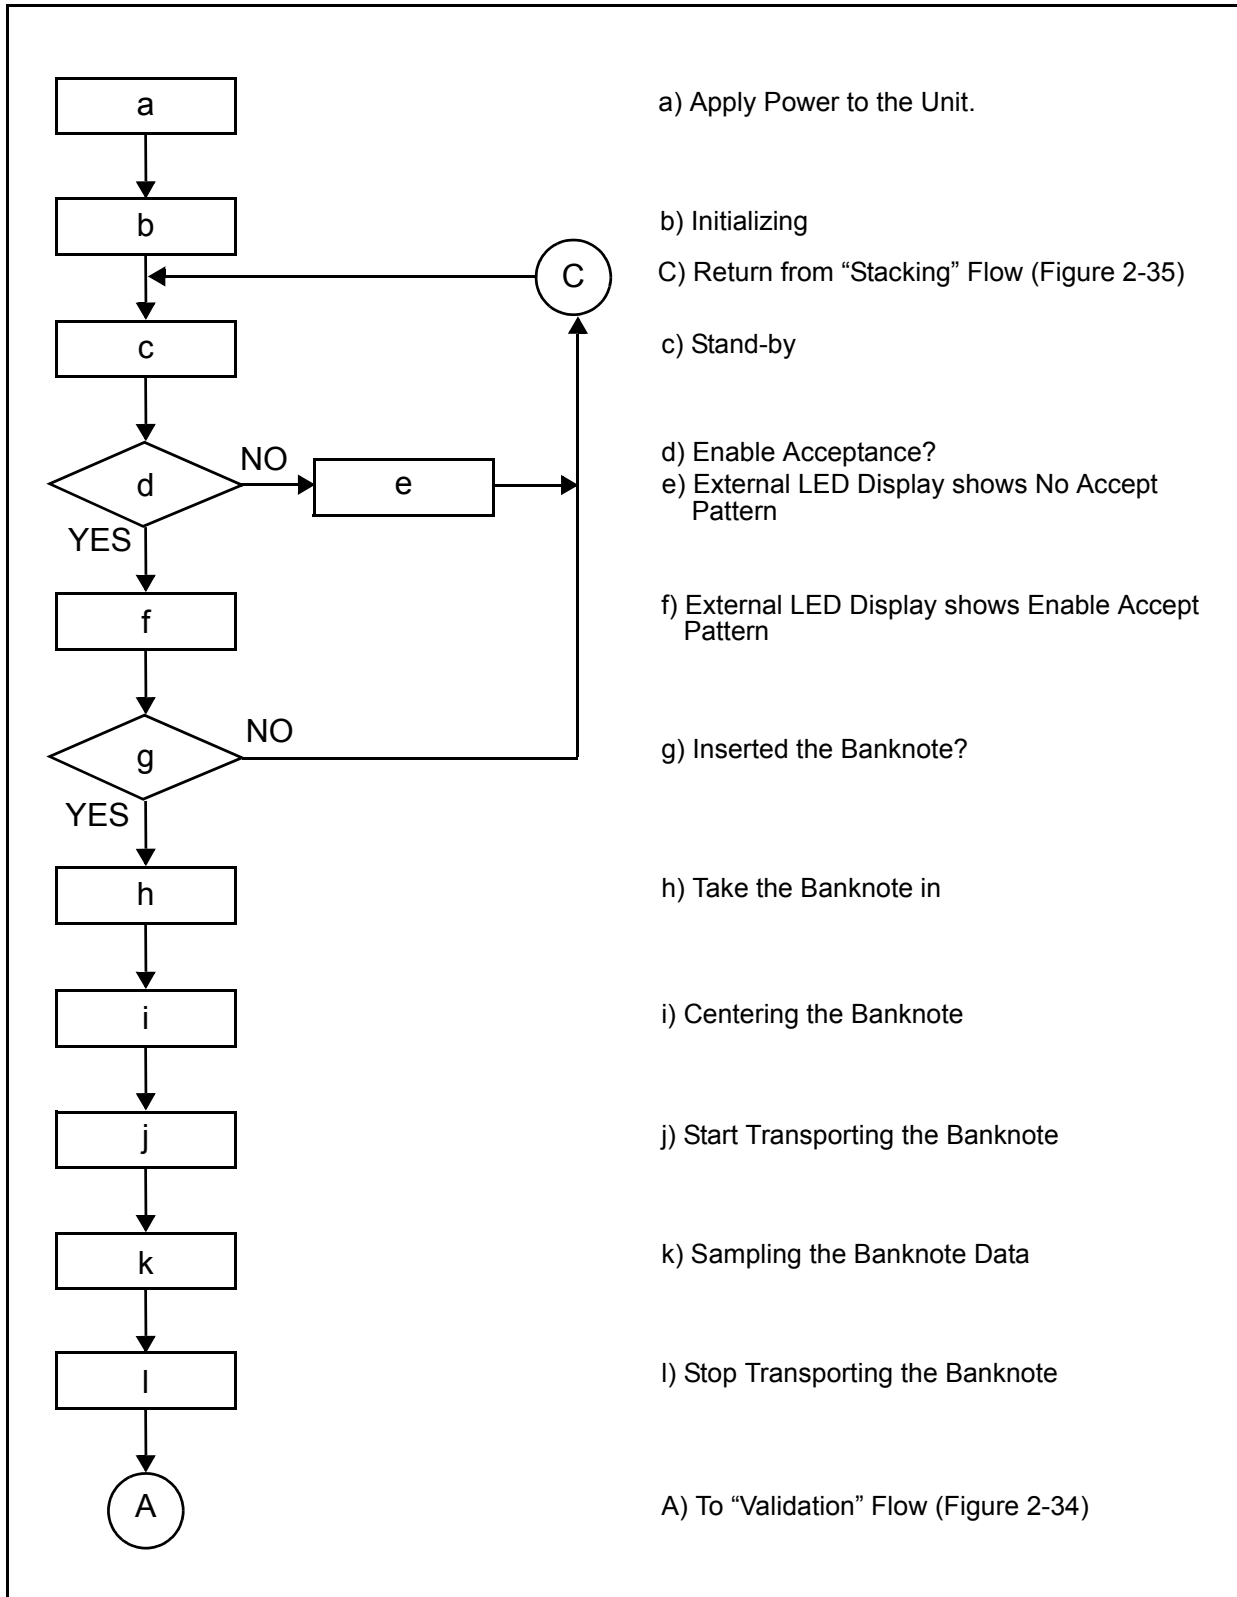 a
a) Apply Power to the Unit.
b
b) Initializing
C
C) Return from “Stacking” Flow (Figure 2-35)
c
c) Stand-by
d
NO
e
YES
d) Enable Acceptance?
e) External LED Display shows No Accept
Pattern
f
f) External LED Display shows Enable Accept
Pattern
g
NO
YES
g) Inserted the Banknote?
h
h) Take the Banknote in
i
i) Centering the Banknote
j
j) Start Transporting the Banknote
k
k) Sampling the Banknote Data
l
l) Stop Transporting the Banknote
A
A) To “Validation” Flow (Figure 2-34)